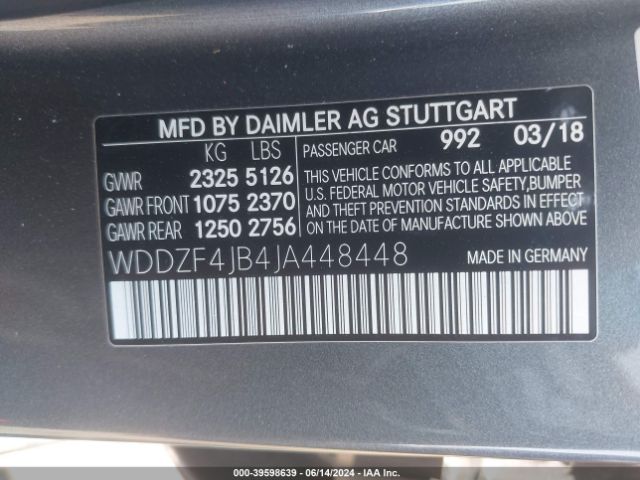 MFD BY DAIMLER AG STUTTGART
KG LBS
GVWR 2325 5126
GAWR FRONT 1075 2370
GAWR REAR 1250 2756
PASSENGER CAR 992 03/18
THIS VEHICLE CONFORMS TO ALL APPLICABLE
U.S. FEDERAL MOTOR VEHICLE SAFETY,BUMPER
AND THEFT PREVENTION STANDARDS IN EFFECT
ON THE DATE OF MANUFACTURE SHOWN ABOVE.
WDDZF4JB4JA448448
MADE IN GERMANY
000-39598639 - 06/14/2024 - IAAI.COM